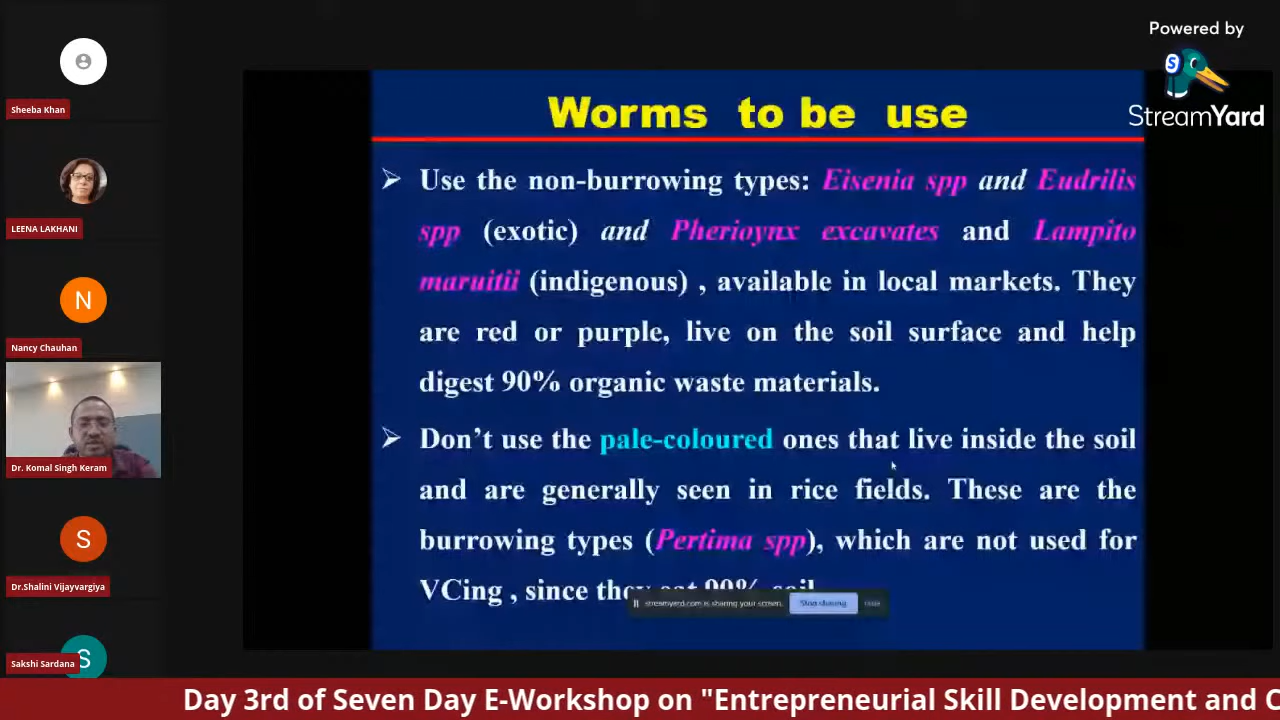 Powered by
S
StreamYard
Sheeba Khan
LEENA LAKHANI
N
Nancy Chauhan
Dr. Komal Singh Keram
S
Dr.Shalini Vijayvargiya
S
Sakshi Sardana
Worms to be use
➢ Use the non-burrowing types: Eisenia spp and Eudrilis
spp (exotic) and Pherioynx excavates and Lampito
maruitii (indigenous) , available in local markets. They
are red or purple, live on the soil surface and help
digest 90% organic waste materials.
➢ Don't use the pale-coloured ones that live inside the soil
and are generally seen in rice fields. These are the
burrowing types (Pertima spp), which are not used for
VCing , since they eat 90% soil
streamyard.com is sharing your screen.
Stop sharing
Hide
Day 3rd of Seven Day E-Workshop on "Entrepreneurial Skill Development and C